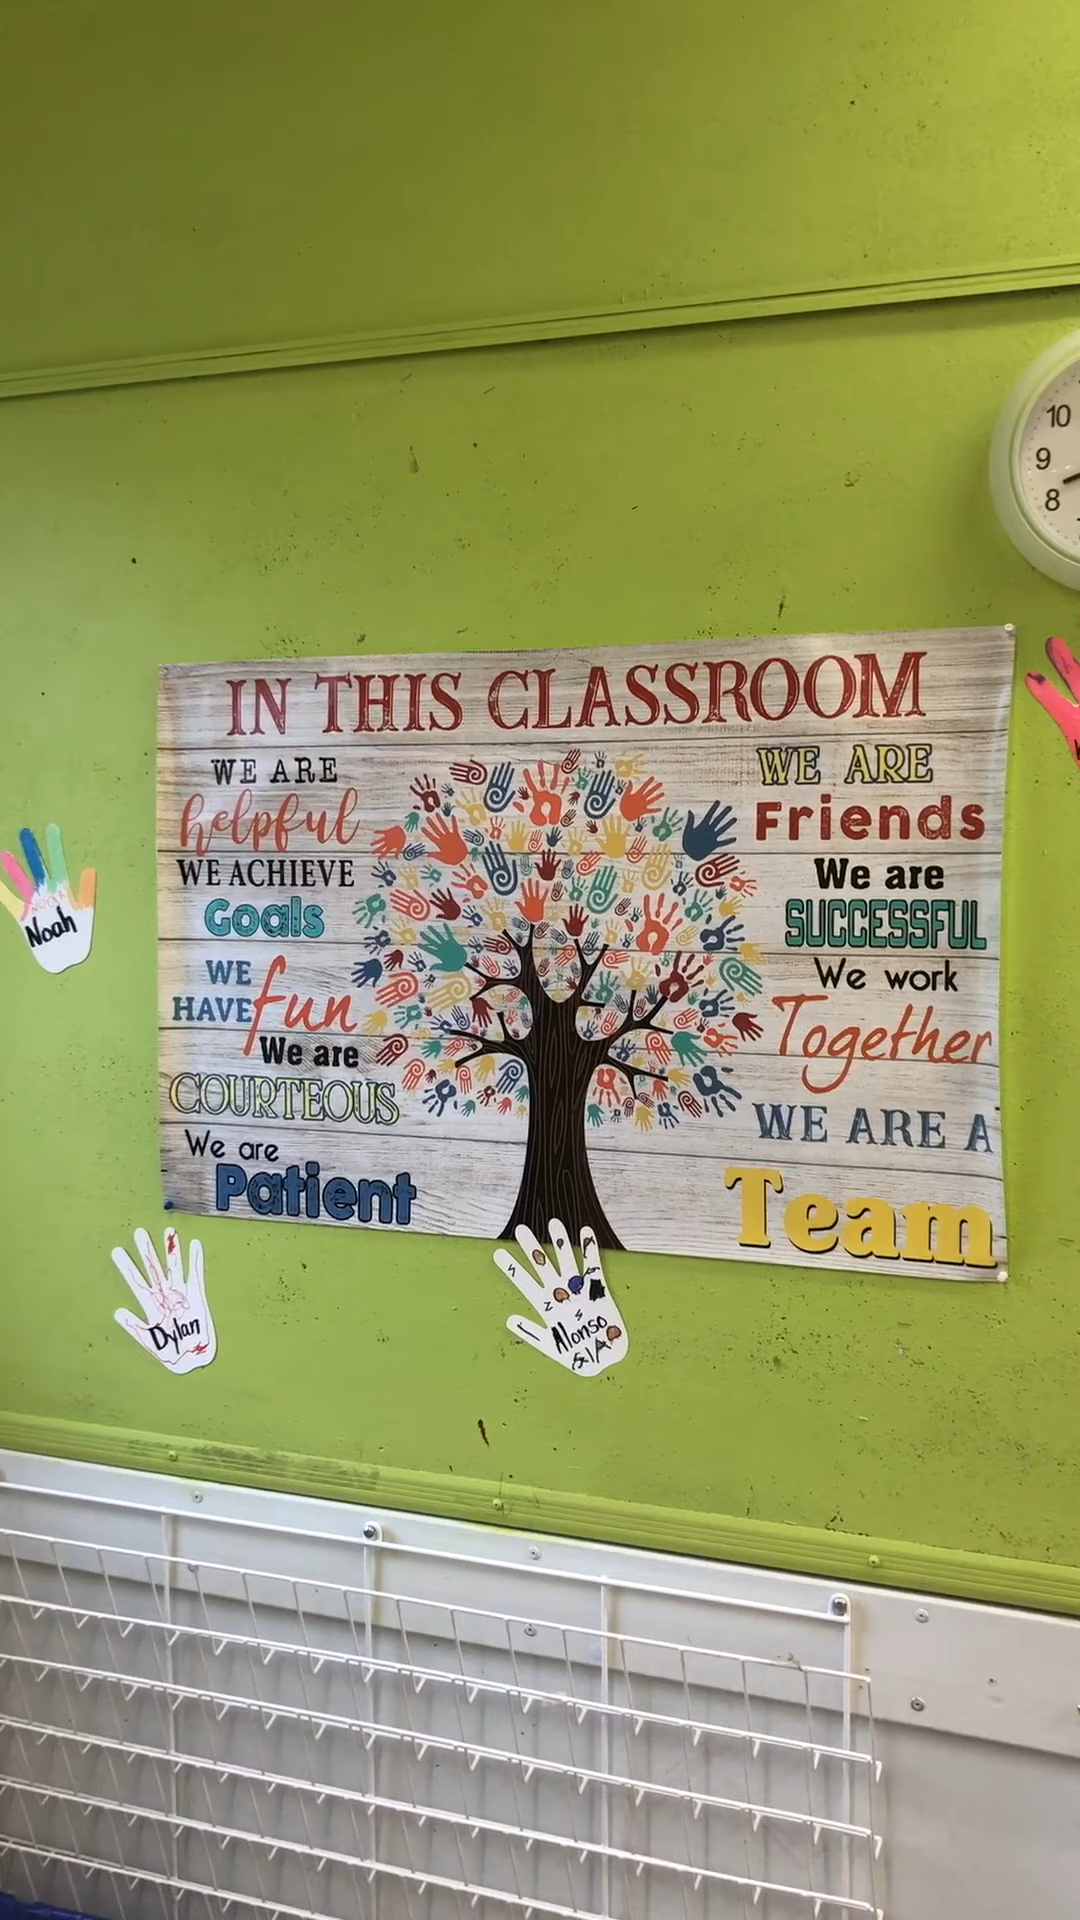 10
9
8
IN THIS CLASSROOM
WE ARE
helpful
WE ACHIEVE
Goals
WE
HAVE fun
We are
COURTEOUS
We are
Patient
WE ARE
Friends
We are
SUCCESSFUL
We work
Together
WE ARE A
Team
Noah
Dylan
Alonso